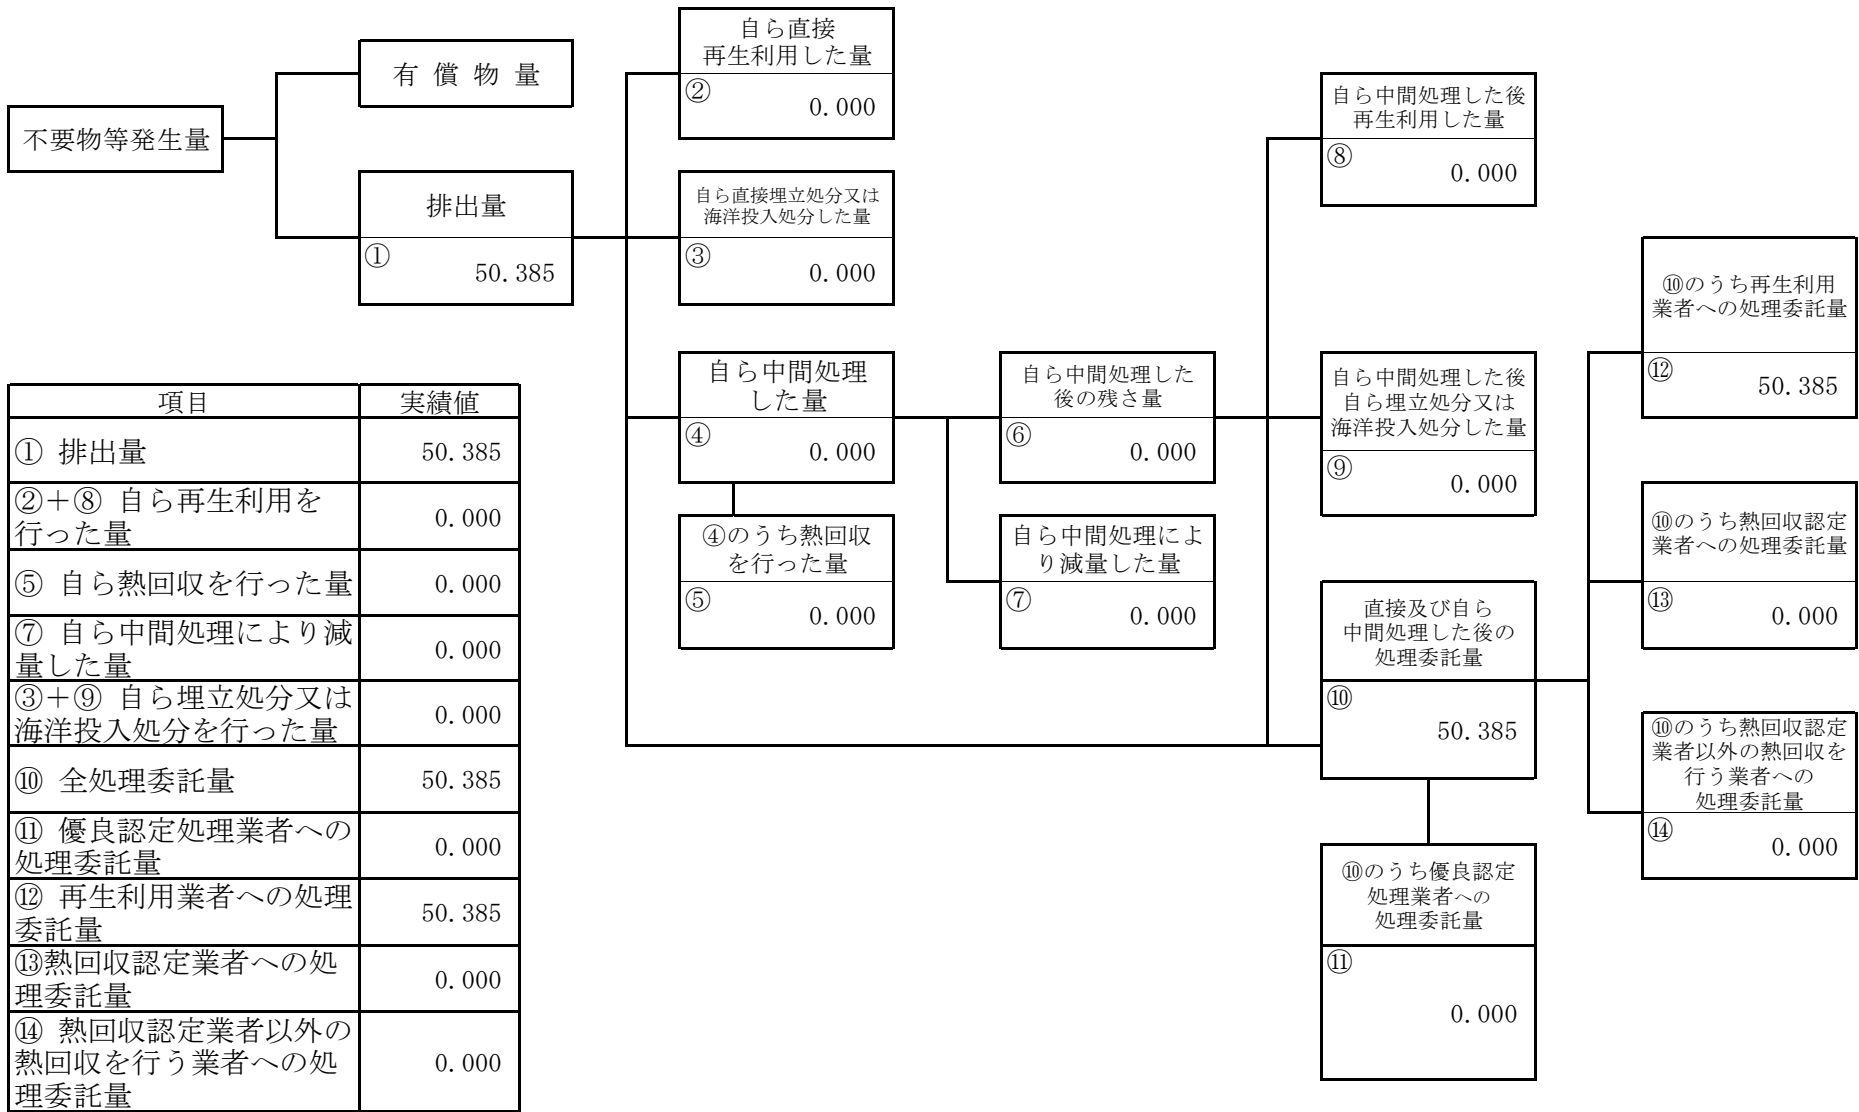 不要物等発生量
有 償 物 量
排出量
①
50.385
自ら直接
再生利用した量
②
0.000
自ら直接埋立処分又は
海洋投入処分した量
③
0.000
自ら中間処理
した量
④
0.000
④のうち熱回収
を行った量
⑤
0.000
自ら中間処理した
後の残さ量
⑥
0.000
自ら中間処理によ
り減量した量
⑦
0.000
自ら中間処理した後
再生利用した量
⑧
0.000
自ら中間処理した後
自ら埋立処分又は
海洋投入処分した量
⑨
0.000
直接及び自ら
中間処理した後の
処理委託量
⑩
50.385
⑩のうち優良認定
処理業者への
処理委託量
⑪
0.000
⑩のうち再生利用
業者への処理委託量
⑫
50.385
⑩のうち熱回収認定
業者への処理委託量
⑬
0.000
⑩のうち熱回収認定
業者以外の熱回収を
行う業者への
処理委託量
⑭
0.000
項目 実績値
① 排出量 50.385
②＋⑧ 自ら再生利用を
行った量 0.000
⑤ 自ら熱回収を行った量 0.000
⑦ 自ら中間処理により減
量した量 0.000
③＋⑨ 自ら埋立処分又は
海洋投入処分を行った量 0.000
⑩ 全処理委託量 50.385
⑪ 優良認定処理業者への
処理委託量 0.000
⑫ 再生利用業者への処理
委託量 50.385
⑬熱回収認定業者への処
理委託量 0.000
⑭ 熱回収認定業者以外の
熱回収を行う業者への処
理委託量 0.000